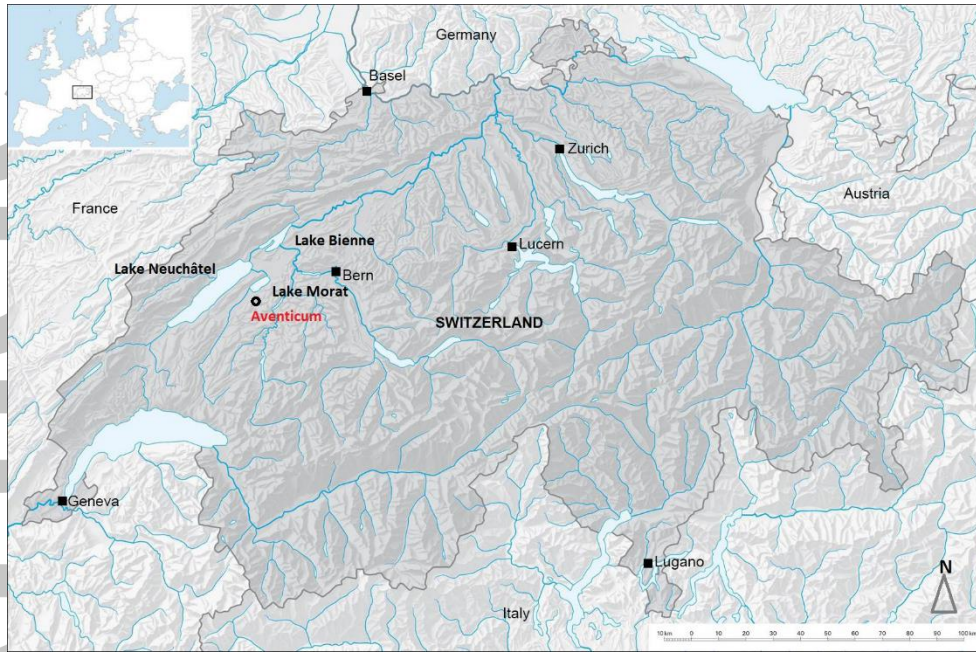 Germany
Basel
Zurich
France
Austria
Lake Bienne
Lucern
Lake Neuchâtel
Bern
Lake Morat
Aventicum
SWITZERLAND
Geneva
Lugano
N
Italy
10 km 0 10 20 30 40 50 60 70 80 90 100 km